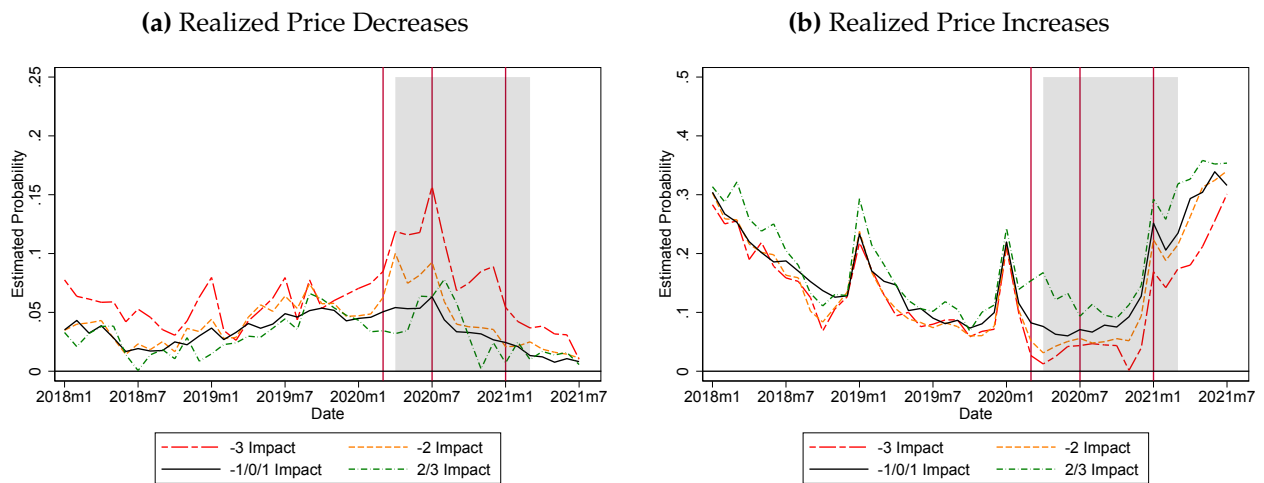 (a) Realized Price Decreases
Estimated Probability
0 .05 .1 .15 .2 .25
2018m1 2018m7 2019m1 2019m7 2020m1 2020m7 2021m1 2021m7
Date
-3 Impact -2 Impact
-1/0/1 Impact 2/3 Impact
(b) Realized Price Increases
Estimated Probability
0 .1 .2 .3 .4 .5
2018m1 2018m7 2019m1 2019m7 2020m1 2020m7 2021m1 2021m7
Date
-3 Impact -2 Impact
-1/0/1 Impact 2/3 Impact